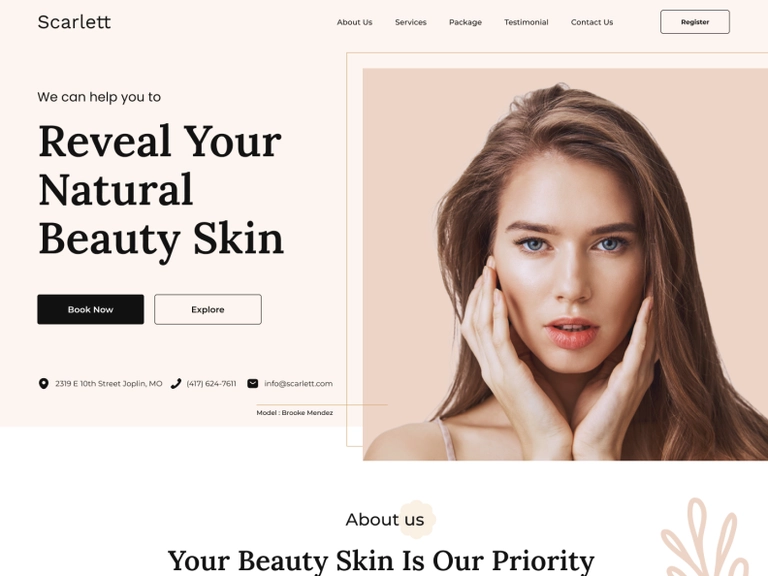 Scarlett
About Us
Services
Package
Testimonial
Contact Us
Register
We can help you to
Reveal Your
Natural
Beauty Skin
Book Now
Explore
2319 E 10th Street Joplin, MO
(417) 624-7611
info@scarlett.com
Model : Brooke Mendez
About us
Your Beauty Skin Is Our Priority